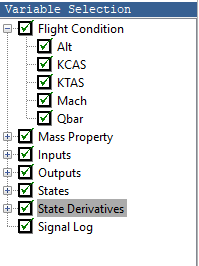 Variable Selection
Flight Condition
Alt
KCAS
KTAS
Mach
Qbar
Mass Property
Inputs
Outputs
States
State Derivatives
Signal Log